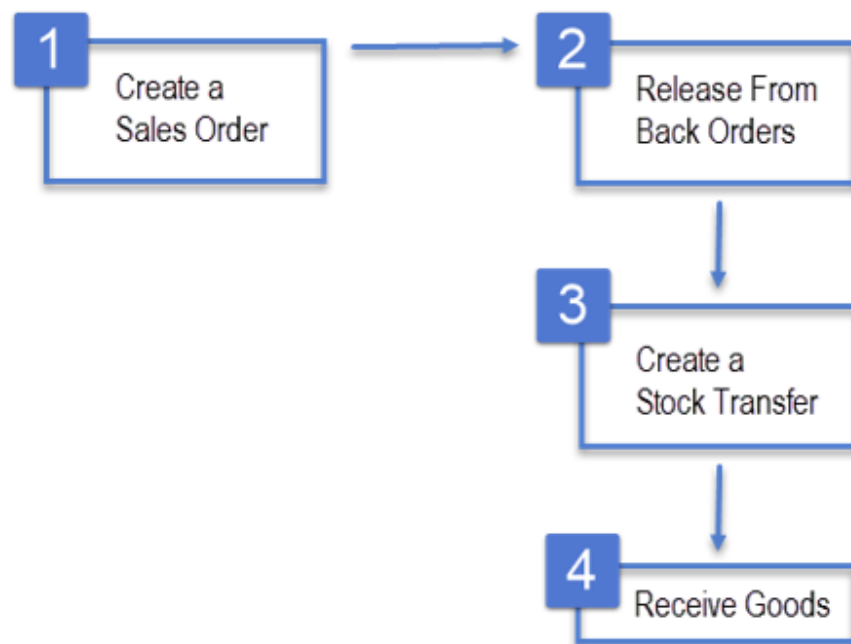 1
Create a
Sales Order
2
Release From
Back Orders
3
Create a
Stock Transfer
4
Receive Goods